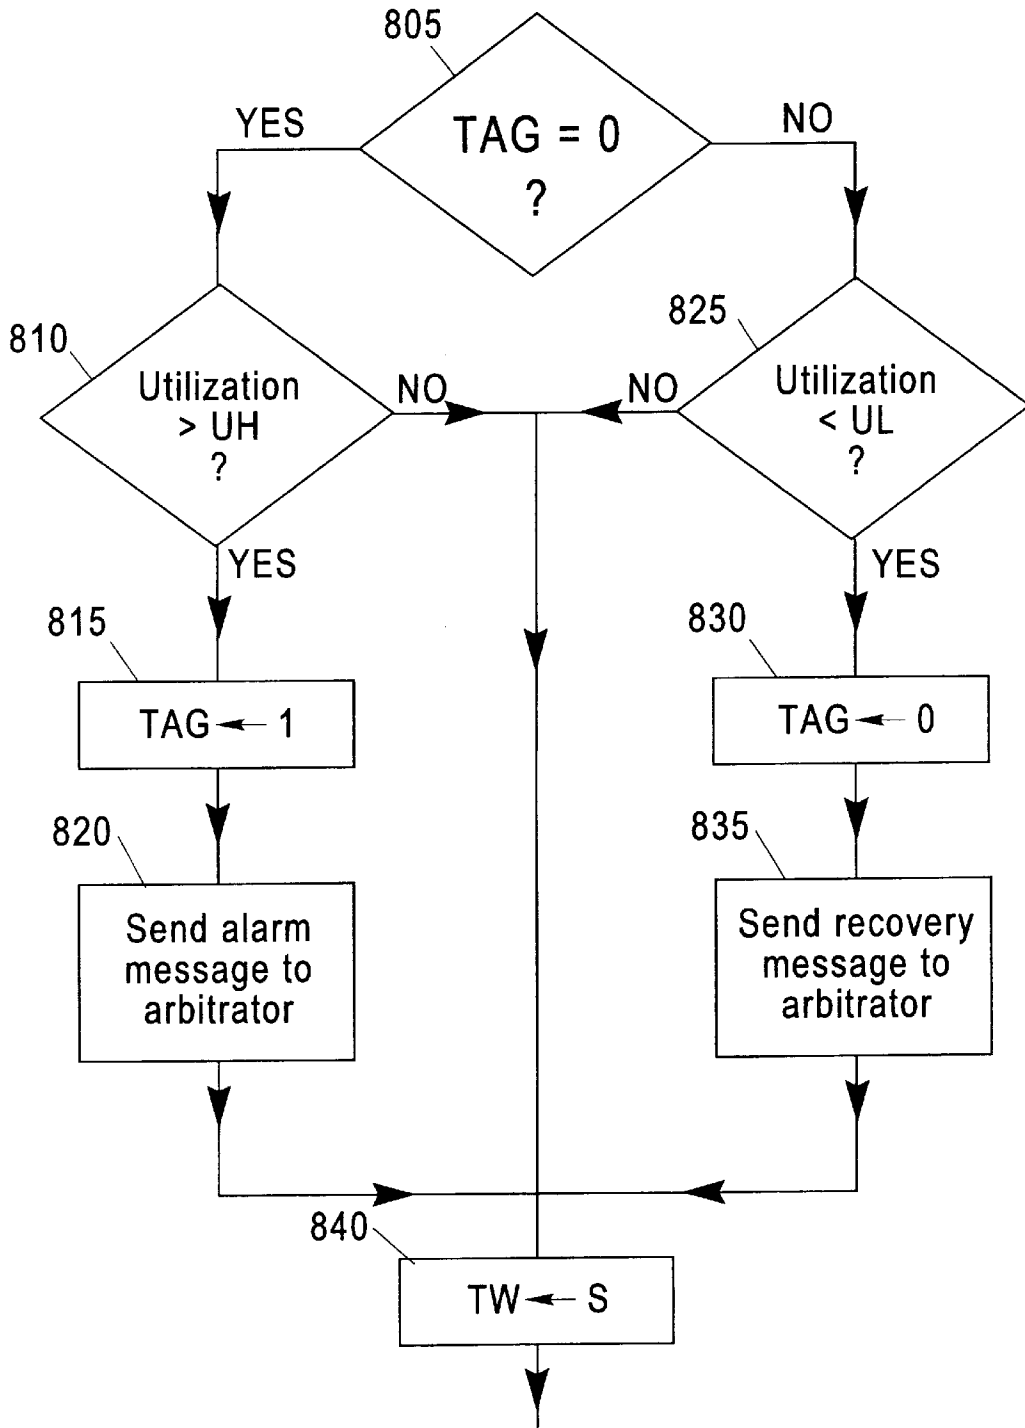 805
TAG = 0
?
YES
NO
810
Utilization
> UH
?
NO
YES
825
Utilization
< UL
?
NO
YES
815
TAG ← 1
830
TAG ← 0
820
Send alarm
message to
arbitrator
835
Send recovery
message to
arbitrator
840
TW ← S